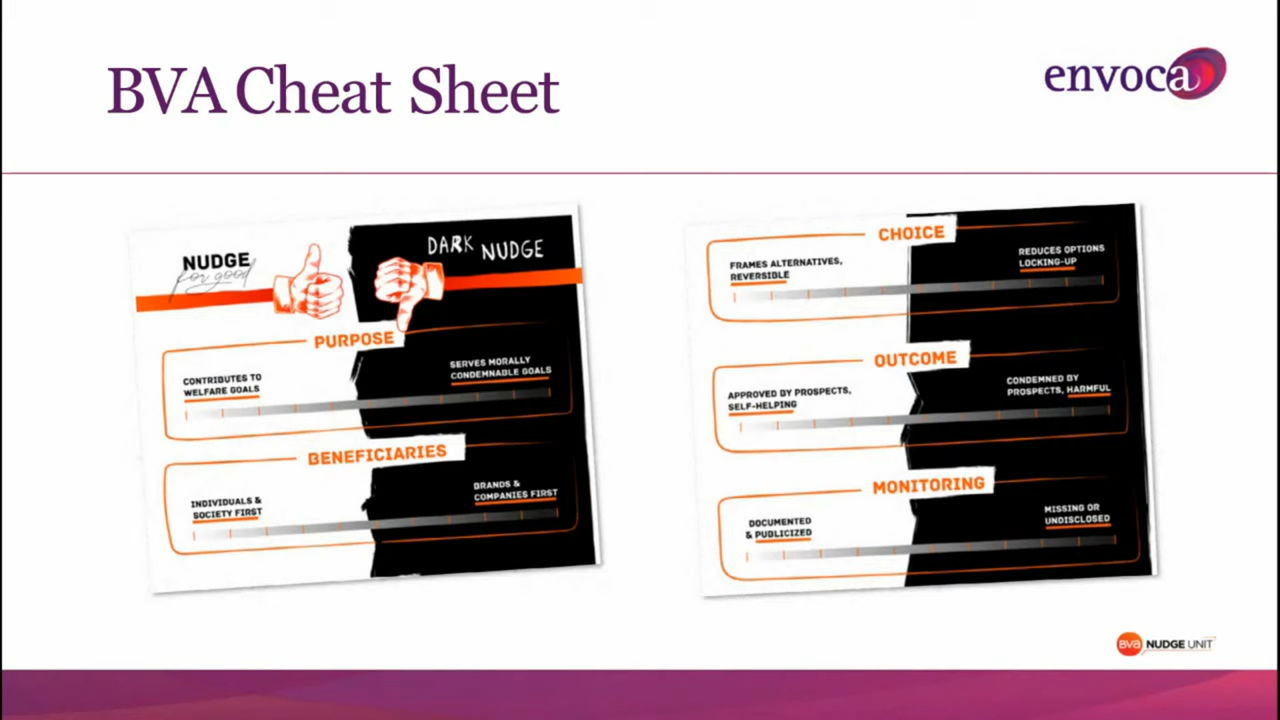 BVA Cheat Sheet
envoca
NUDGE
for good
DARK NUDGE
PURPOSE
CONTRIBUTES TO
WELFARE GOALS
SERVES MORALLY
CONDEMNABLE GOALS
BENEFICIARIES
INDIVIDUALS &
SOCIETY FIRST
BRANDS &
COMPANIES FIRST
CHOICE
FRAMES ALTERNATIVES,
REVERSIBLE
REDUCES OPTIONS
LOCKING-UP
OUTCOME
APPROVED BY PROSPECTS,
SELF-HELPING
CONDEMNED BY
PROSPECTS, HARMFUL
MONITORING
DOCUMENTED
& PUBLICIZED
MISSING OR
UNDISCLOSED
BVA NUDGE UNIT